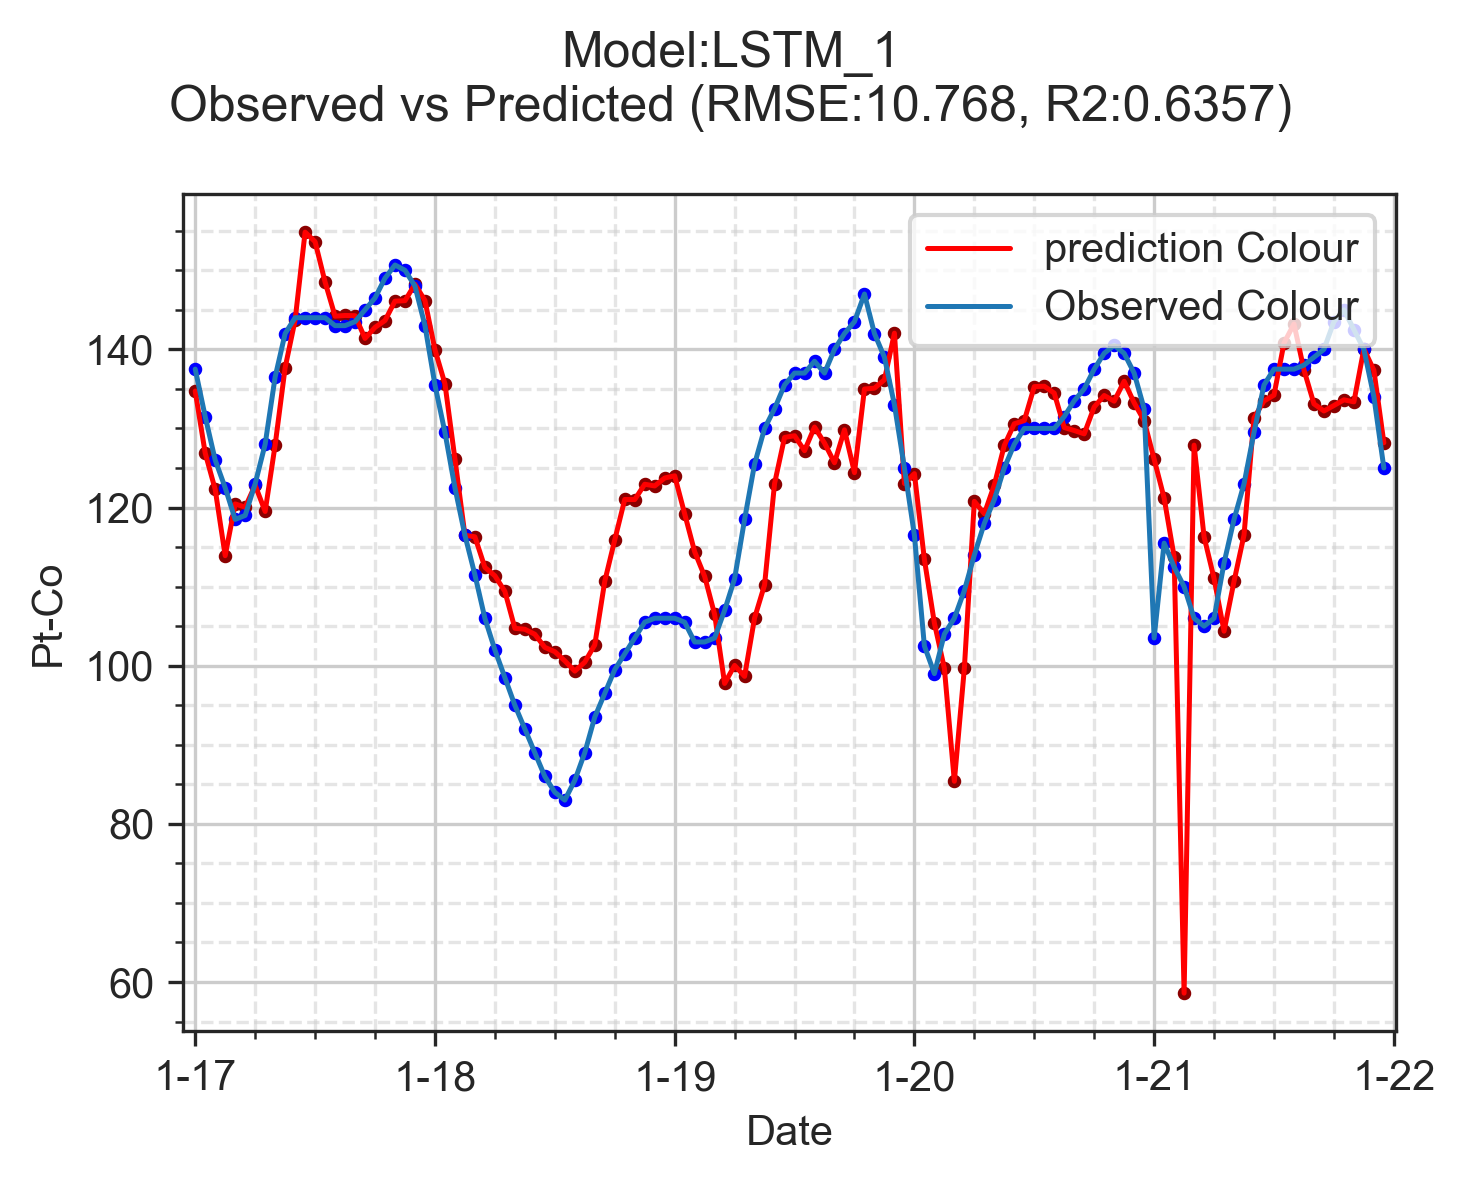 Model:LSTM_1
Observed vs Predicted (RMSE:10.768, R2:0.6357)
prediction Colour
Observed Colour
Pt-Co
140
120
100
80
60
1-17 1-18 1-19 1-20 1-21 1-22
Date